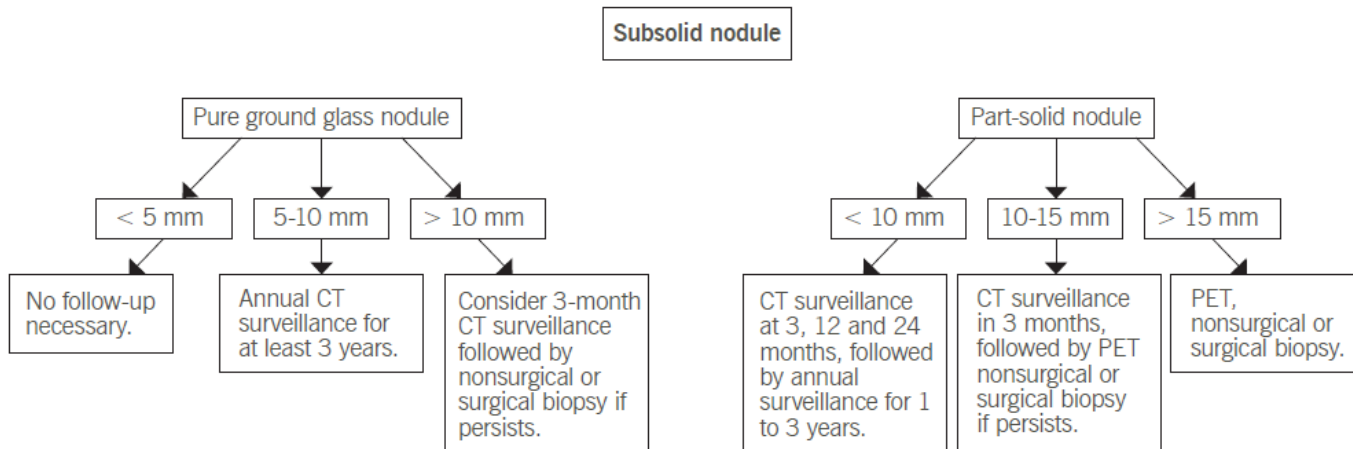 Subsolid nodule
Pure ground glass nodule
Part-solid nodule
< 5 mm
5-10 mm
> 10 mm
< 10 mm
10-15 mm
> 15 mm
No follow-up
necessary.
Annual CT
surveillance for
at least 3 years.
Consider 3-month
CT surveillance
followed by
nonsurgical or
surgical biopsy if
persists.
CT surveillance
at 3, 12 and 24
months, followed
by annual
surveillance for 1
to 3 years.
CT surveillance
in 3 months,
followed by PET
nonsurgical or
surgical biopsy
if persists.
PET,
nonsurgical or
surgical biopsy.